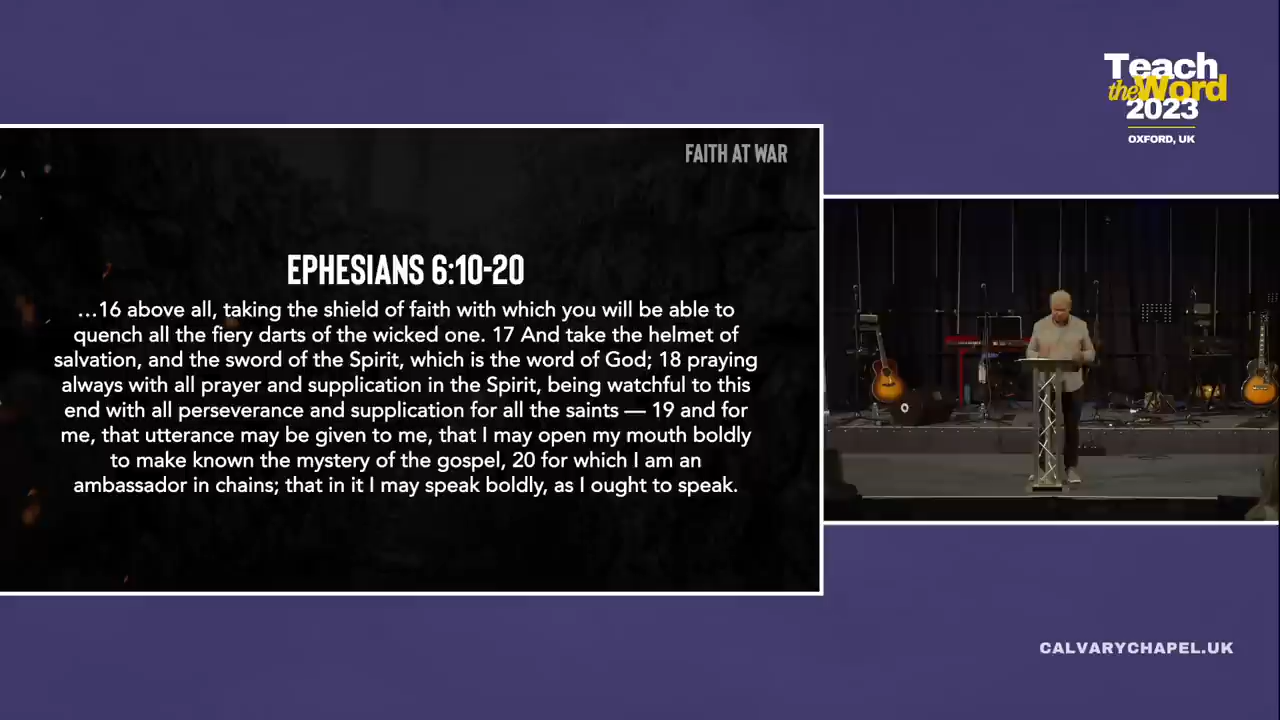 FAITH AT WAR
EPHESIANS 6:10-20
…16 above all, taking the shield of faith with which you will be able to
quench all the fiery darts of the wicked one. 17 And take the helmet of
salvation, and the sword of the Spirit, which is the word of God; 18 praying
always with all prayer and supplication in the Spirit, being watchful to this
end with all perseverance and supplication for all the saints — 19 and for
me, that utterance may be given to me, that I may open my mouth boldly
to make known the mystery of the gospel, 20 for which I am an
ambassador in chains; that in it I may speak boldly, as I ought to speak.
Teach
the Word
2023
OXFORD, UK
CALVARYCHAPEL.UK